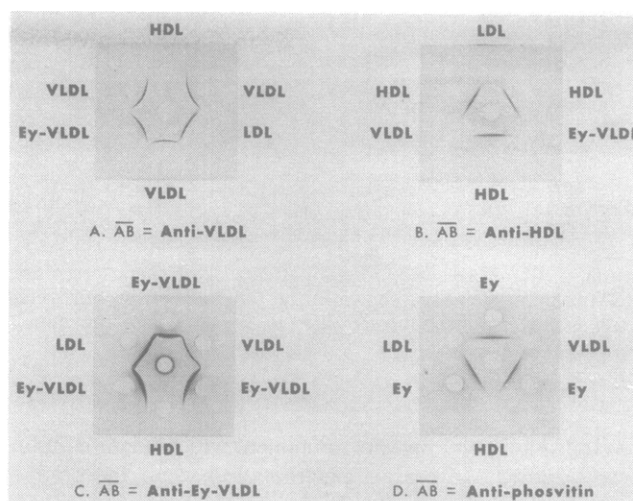 HDL
VLDL VLDL
Ey-VLDL LDL
VLDL
A. AB = Anti-VLDL
LDL
HDL HDL
VLDL Ey-VLDL
HDL
B. AB = Anti-HDL
Ey-VLDL
LDL VLDL
Ey-VLDL Ey-VLDL
HDL
C. AB = Anti-Ey-VLDL
Ey
LDL VLDL
Ey Ey
HDL
D. AB = Anti-phosvitin